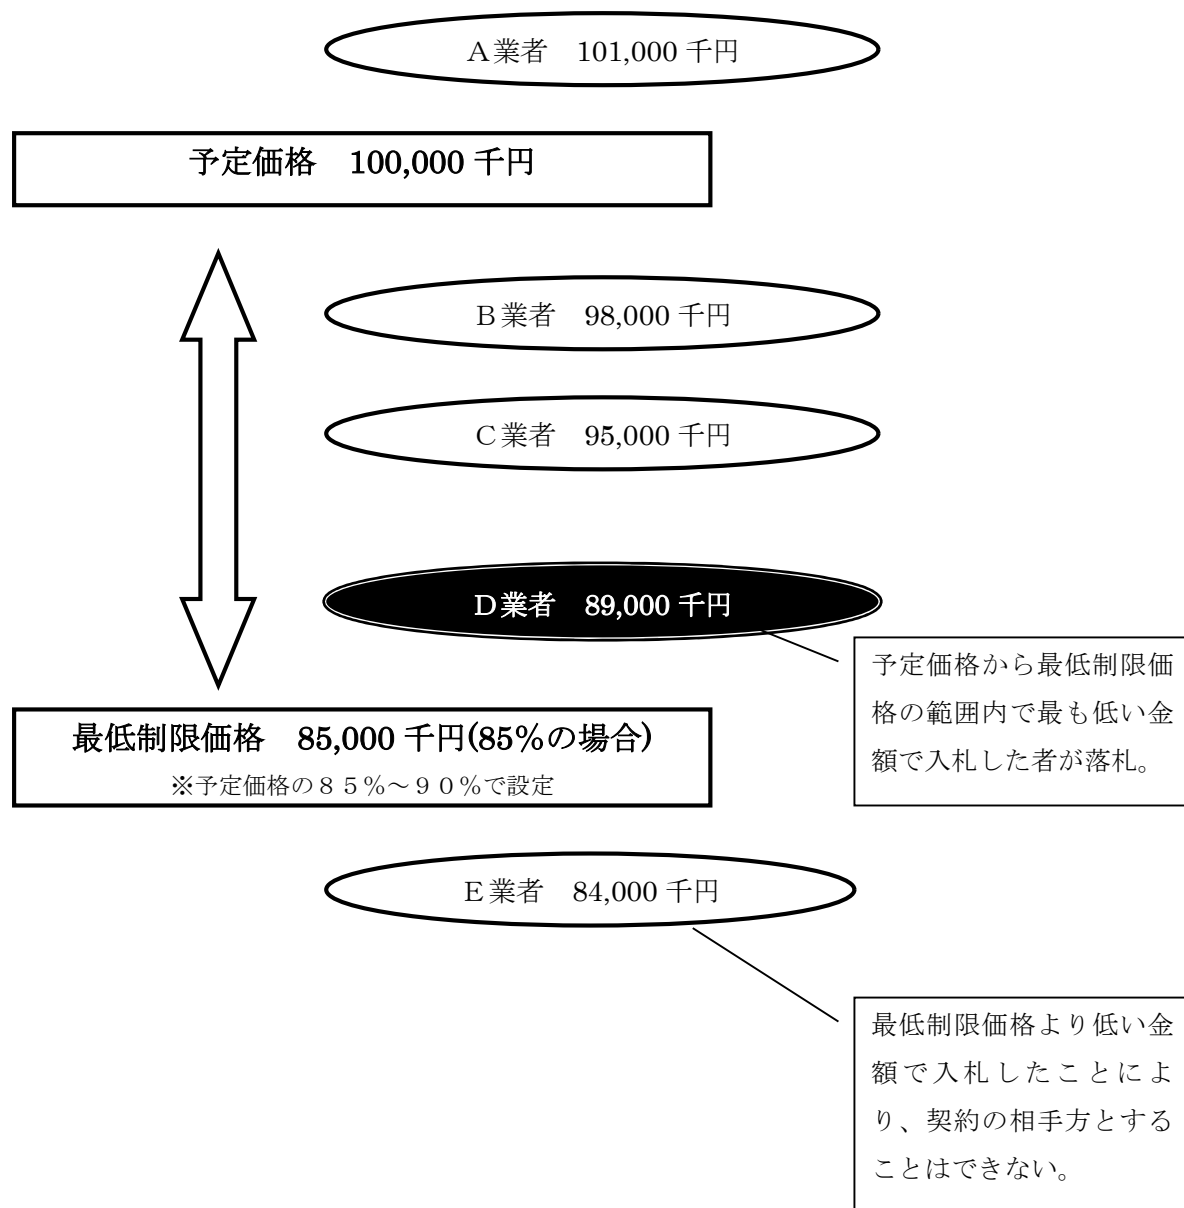 A業者　101,000 千円
予定価格　100,000 千円
B業者　98,000 千円
C業者　95,000 千円
D業者　89,000 千円
予定価格から最低制限価
格の範囲内で最も低い金
額で入札した者が落札。
最低制限価格　85,000 千円(85%の場合)
※予定価格の８５%～９０%で設定
E業者　84,000 千円
最低制限価格より低い金
額で入札したことによ
り、契約の相手方とする
ことはできない。